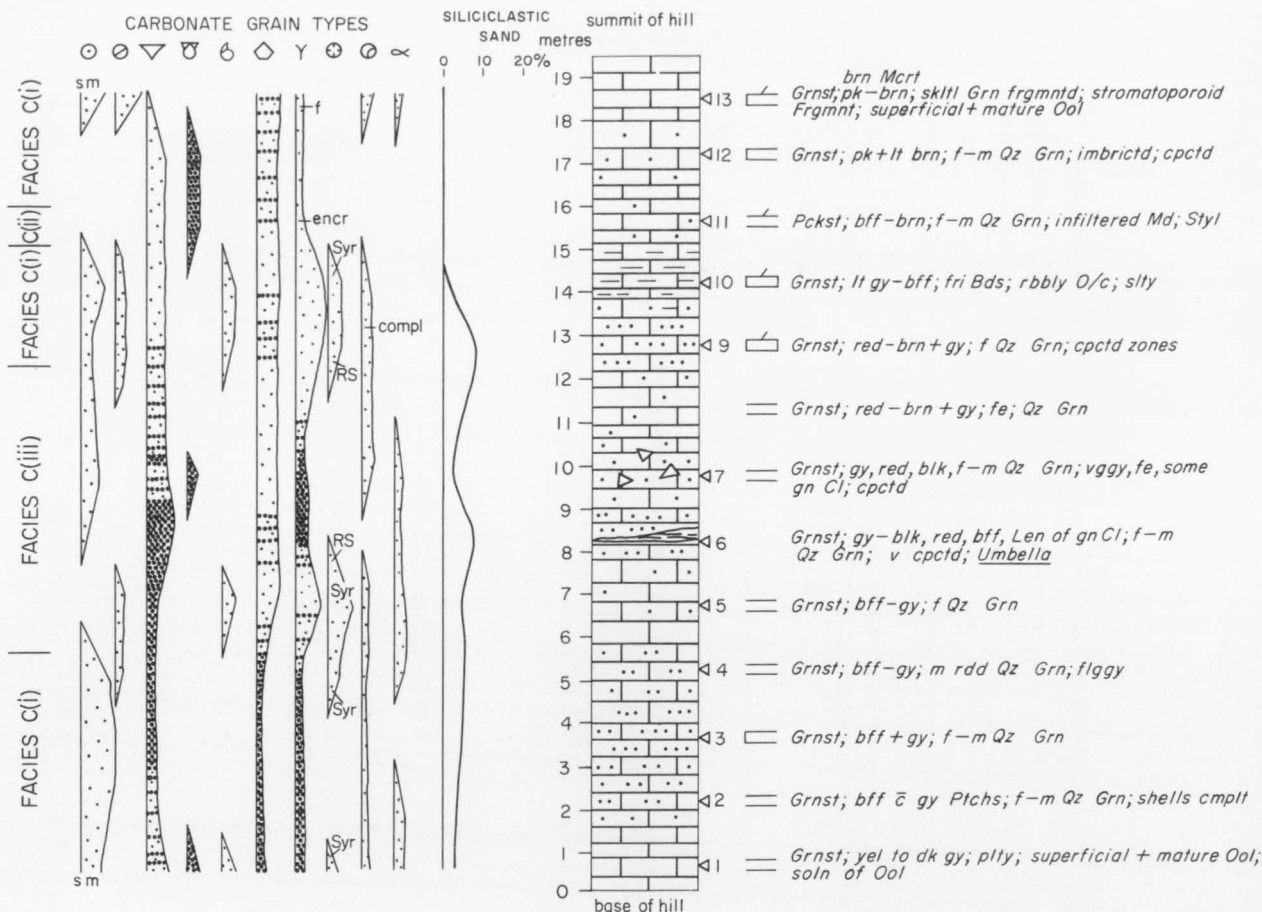 CARBONATE GRAIN TYPES
SILICICLASTIC
SAND
0 10 20%
summit of hill
metres
s m
f
encr
Syr
compl
RS
RS
Syr
Syr
Syr
s m
FACIES C(i)
C(ii)
FACIES C(i)
FACIES C(iii)
FACIES C(i)
19
18
17
16
15
14
13
12
11
10
9
8
7
6
5
4
3
2
1
0
base of hill
brn Mcrt
13 Grnst; pk-brn; skltl Grn frgmntd; stromatoporoid
Frgmnt; superficial + mature Ool
12 Grnst; pk + lt brn; f-m Qz Grn; imbrictd; cpctd
11 Pckst; bff-brn; f-m Qz Grn; infiltered Md; Styl
10 Grnst; lt gy-bff; fri Bds; rbbly O/c; slty
9 Grnst; red-brn + gy; f Qz Grn; cpctd zones
Grnst; red-brn + gy; fe; Qz Grn
7 Grnst; gy, red, blk, f-m Qz Grn; vggy, fe, some
gn Cl; cpctd
6 Grnst; gy-blk, red, bff, Len of gn Cl; f-m
Qz Grn; v cpctd; Umbella
5 Grnst; bff-gy; f Qz Grn
4 Grnst; bff-gy; m rdd Qz Grn; flggy
3 Grnst; bff + gy; f-m Qz Grn
2 Grnst; bff c̄ gy Ptchs; f-m Qz Grn; shells cmplt
1 Grnst; yel to dk gy; plty; superficial + mature Ool;
soln of Ool